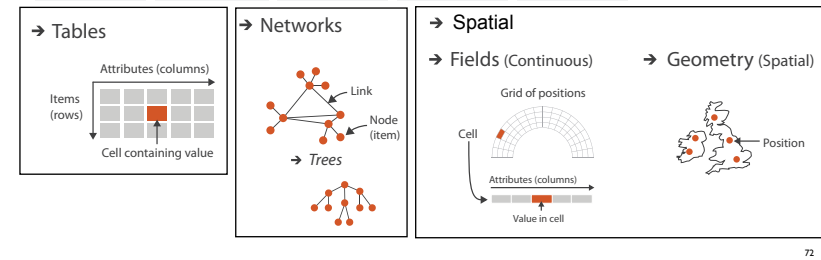 → Tables
Attributes (columns)
Items
(rows)
Cell containing value
→ Networks
Link
Node
(item)
→ Trees
→ Spatial
→ Fields (Continuous)
Grid of positions
Cell
Attributes (columns)
Value in cell
→ Geometry (Spatial)
Position
72